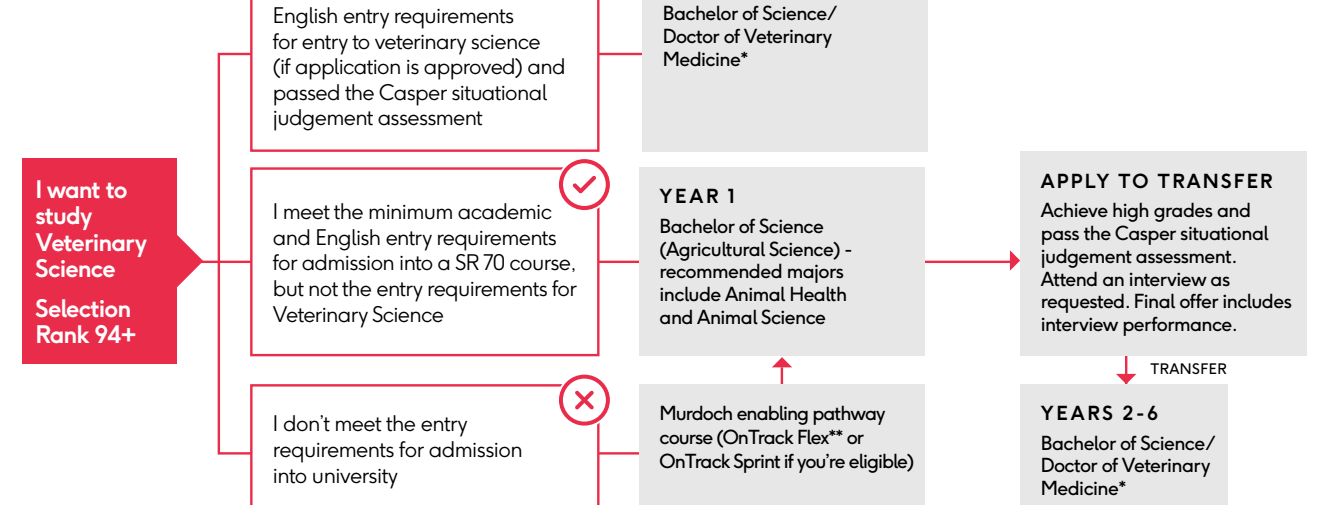 English entry requirements
for entry to veterinary science
(if application is approved) and
passed the Casper situational
judgement assessment
Bachelor of Science/
Doctor of Veterinary
Medicine*
I want to
study
Veterinary
Science
Selection
Rank 94+
I meet the minimum academic
and English entry requirements
for admission into a SR 70 course,
but not the entry requirements for
Veterinary Science
YEAR 1
Bachelor of Science
(Agricultural Science) -
recommended majors
include Animal Health
and Animal Science
APPLY TO TRANSFER
Achieve high grades and
pass the Casper situational
judgement assessment.
Attend an interview as
requested. Final offer includes
interview performance.
TRANSFER
I don't meet the entry
requirements for admission
into university
Murdoch enabling pathway
course (OnTrack Flex** or
OnTrack Sprint if you're eligible)
YEARS 2-6
Bachelor of Science/
Doctor of Veterinary
Medicine*